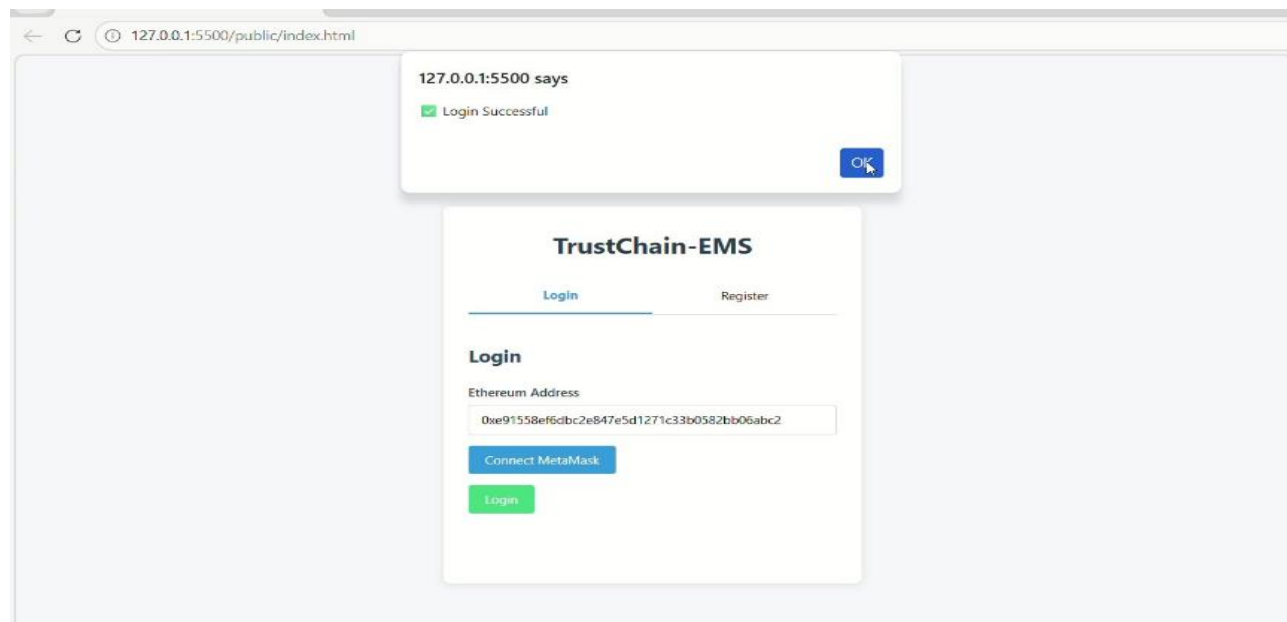 127.0.0.1:5500/public/index.html
127.0.0.1:5500 says
Login Successful
OK
TrustChain-EMS
Login Register
Login
Ethereum Address
0xe91558ef6dbc2e847e5d1271c33b0582bb06abc2
Connect MetaMask
Login